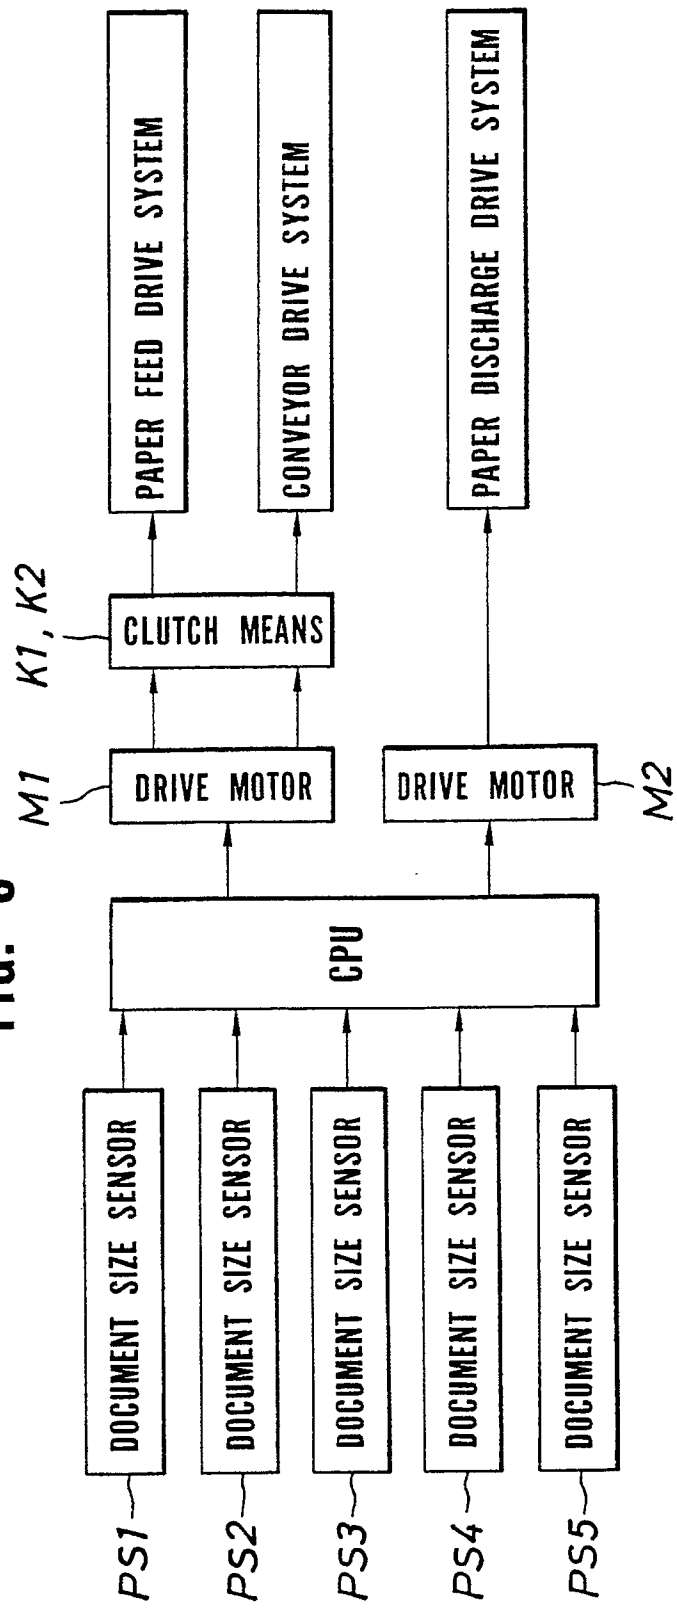 PS1
DOCUMENT SIZE SENSOR
PS2
DOCUMENT SIZE SENSOR
PS3
DOCUMENT SIZE SENSOR
PS4
DOCUMENT SIZE SENSOR
PS5
DOCUMENT SIZE SENSOR
CPU
M1
DRIVE MOTOR
DRIVE MOTOR
M2
K1, K2
CLUTCH MEANS
PAPER FEED DRIVE SYSTEM
CONVEYOR DRIVE SYSTEM
PAPER DISCHARGE DRIVE SYSTEM